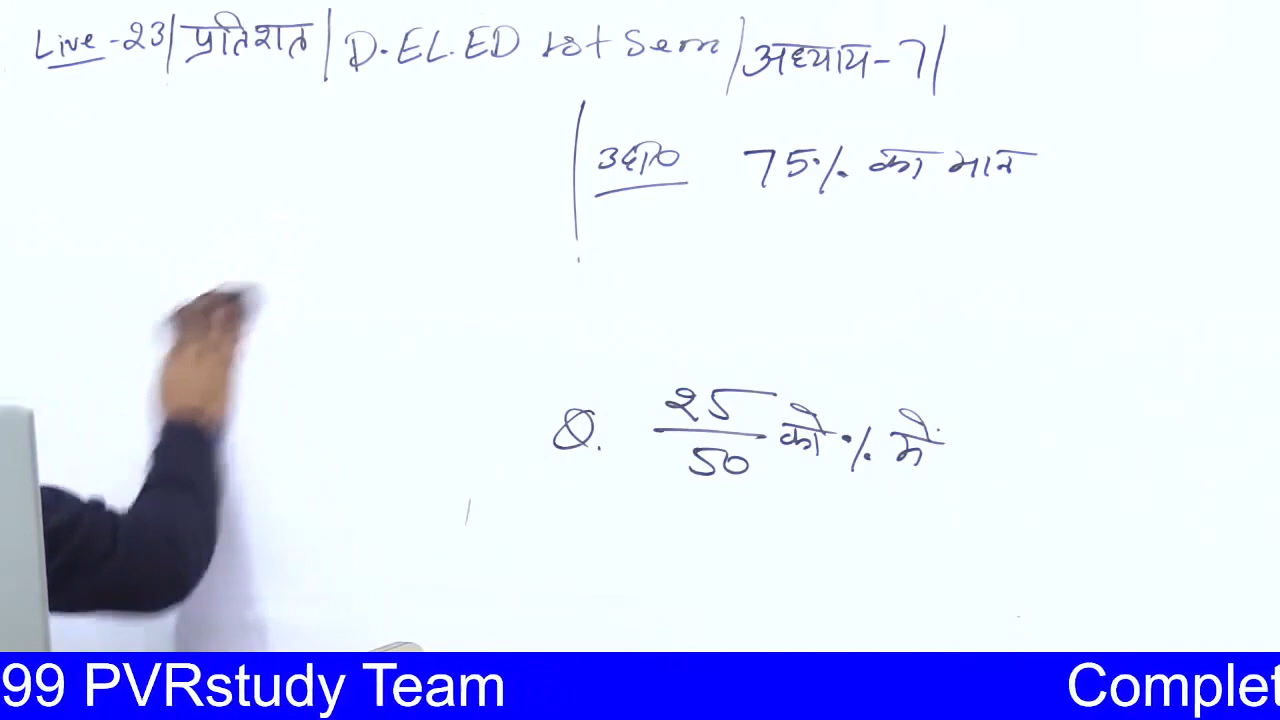 Live-23|प्रतिशत|D.EL.ED 1st Sem|अध्याय-7|
उदा० 75% का मान
Q. 25/50 को % में
99 PVRstudy Team Complet